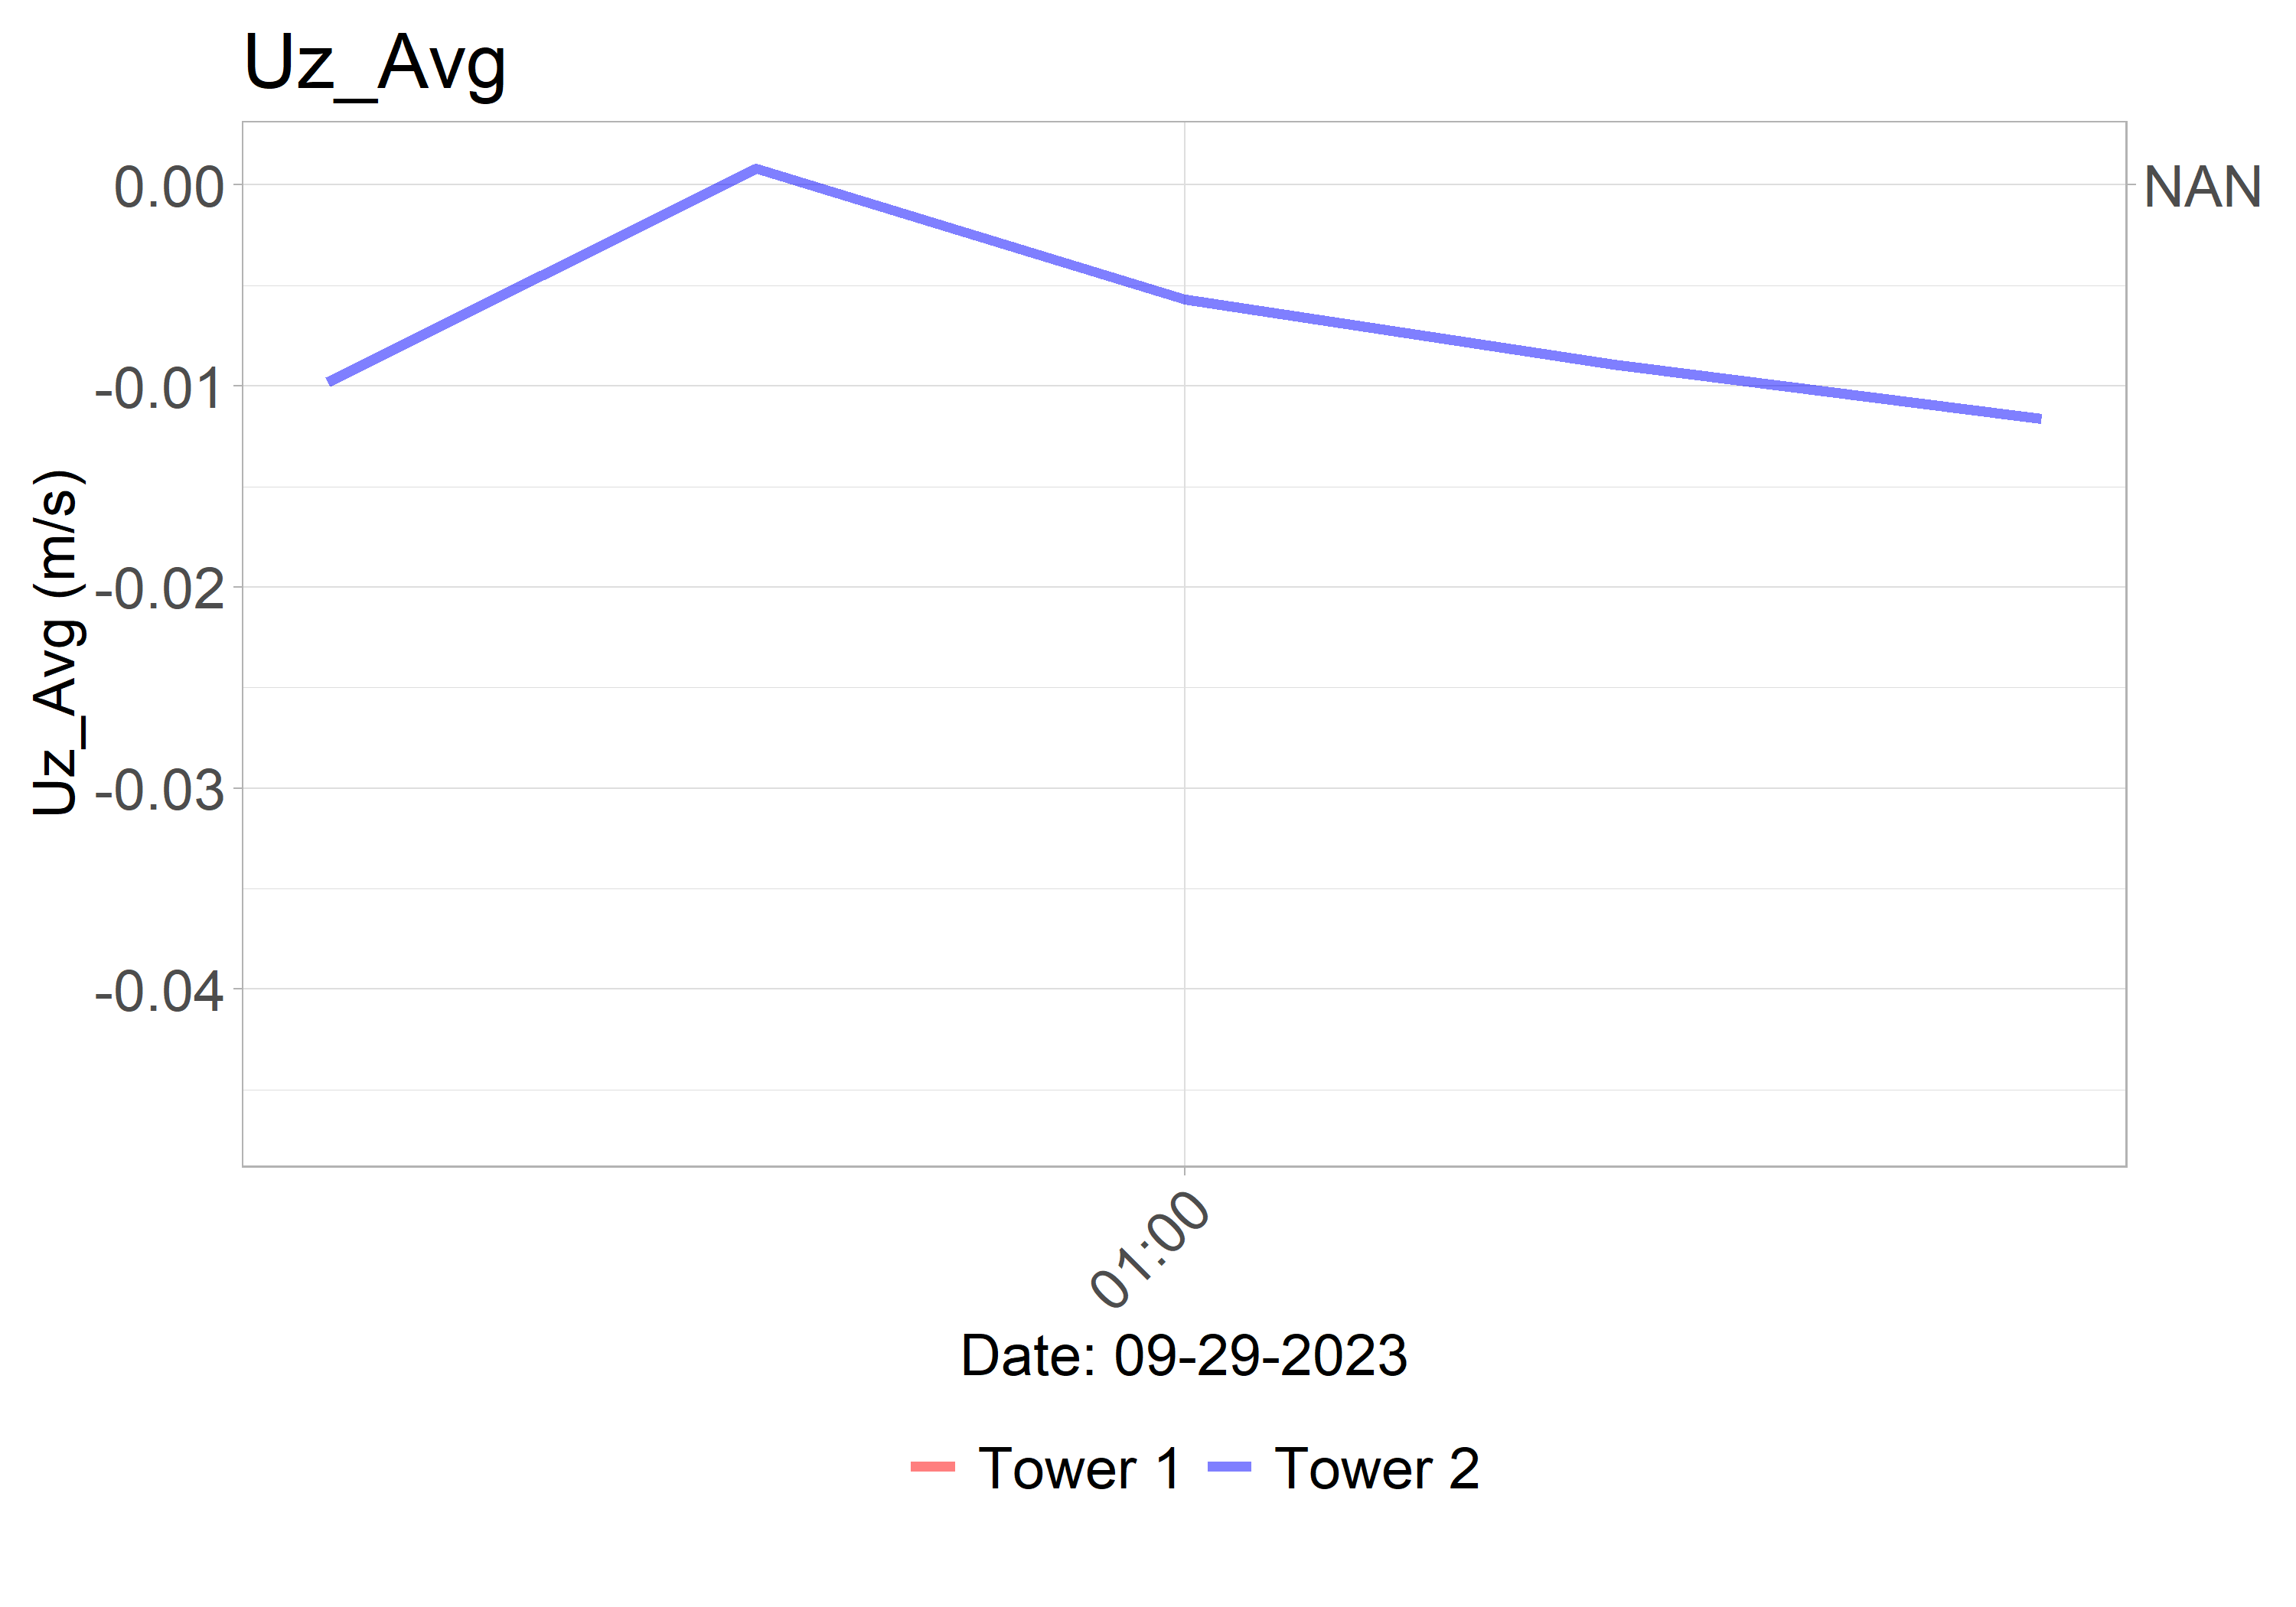 Uz_Avg
0.00
-0.01
-0.02
-0.03
-0.04
Uz_Avg (m/s)
NAN
01:00
Date: 09-29-2023
Tower 1 Tower 2